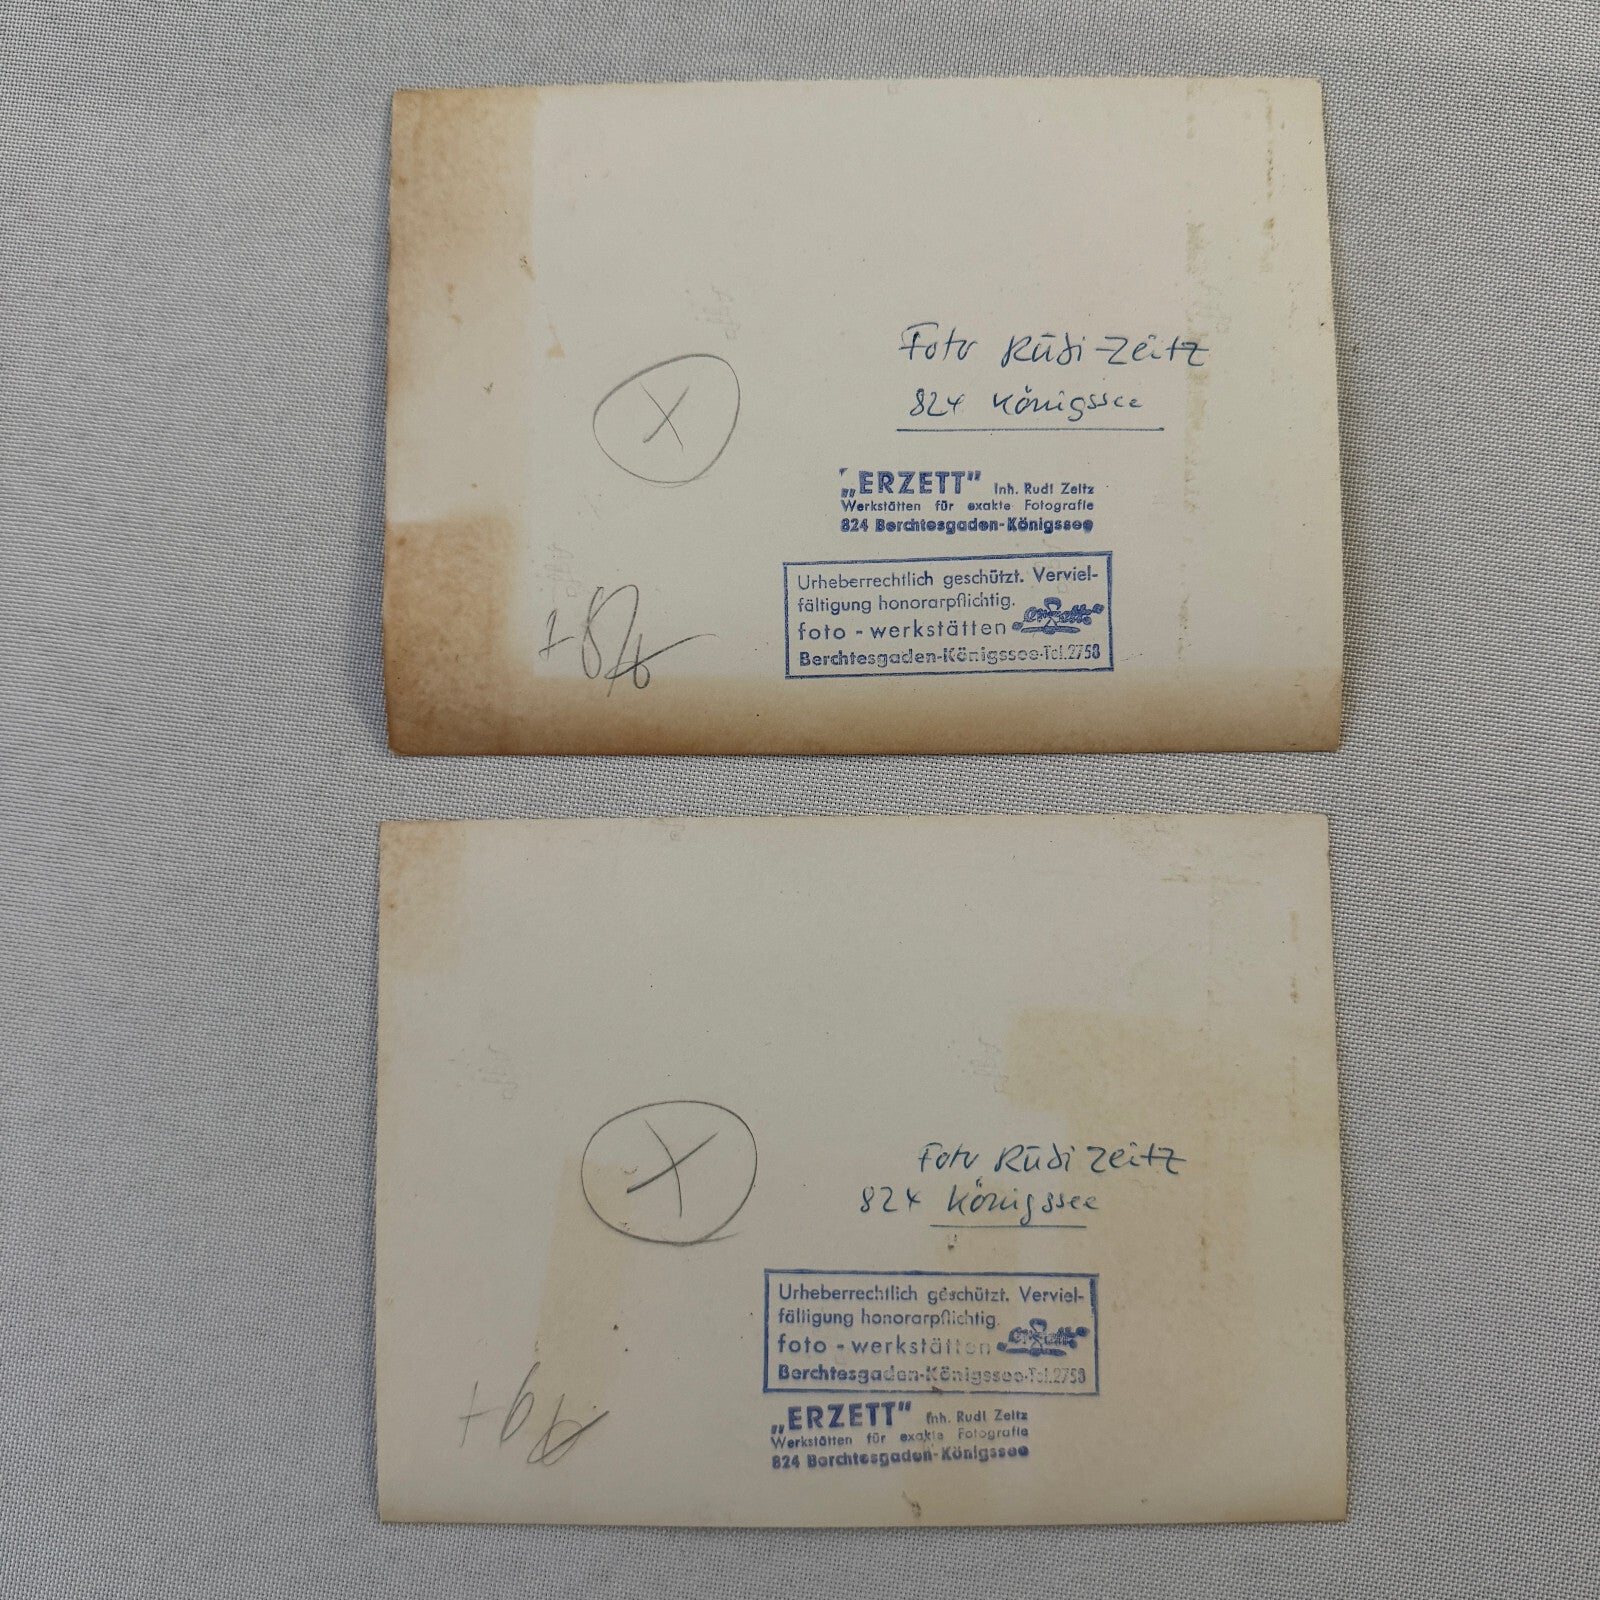 Foto Rudi Zeitz
824 Königssee
„ERZETT" Inh. Rudi Zeitz
Werkstätten für exakte Fotografie
824 Berchtesgaden-Königssee
Urheberrechtlich geschützt. Verviel-
fältigung honorarpflichtig.
foto - werkstätten erzett
Berchtesgaden-Königssee-Tel.2758
X
Foto Rudi Zeitz
824 Königssee
X
Urheberrechtlich geschützt. Verviel-
fältigung honorarpflichtig.
foto - werkstätten erzett
Berchtesgaden-Königssee-Tel.2758
„ERZETT" Inh. Rudi Zeitz
Werkstätten für exakte Fotografie
824 Berchtesgaden-Königssee